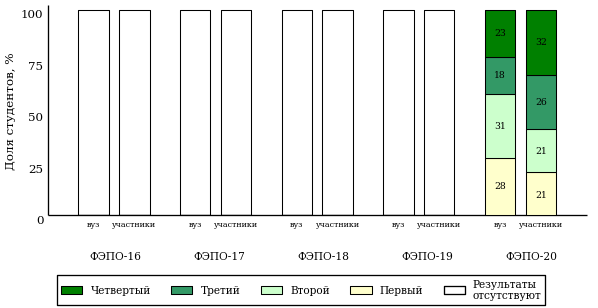 Доля студентов, %
100
75
50
25
0
23
18
31
28
32
26
21
21
вуз участники вуз участники вуз участники вуз участники вуз участники
ФЭПО-16 ФЭПО-17 ФЭПО-18 ФЭПО-19 ФЭПО-20
Четвертый Третий Второй Первый Результаты
отсутствуют